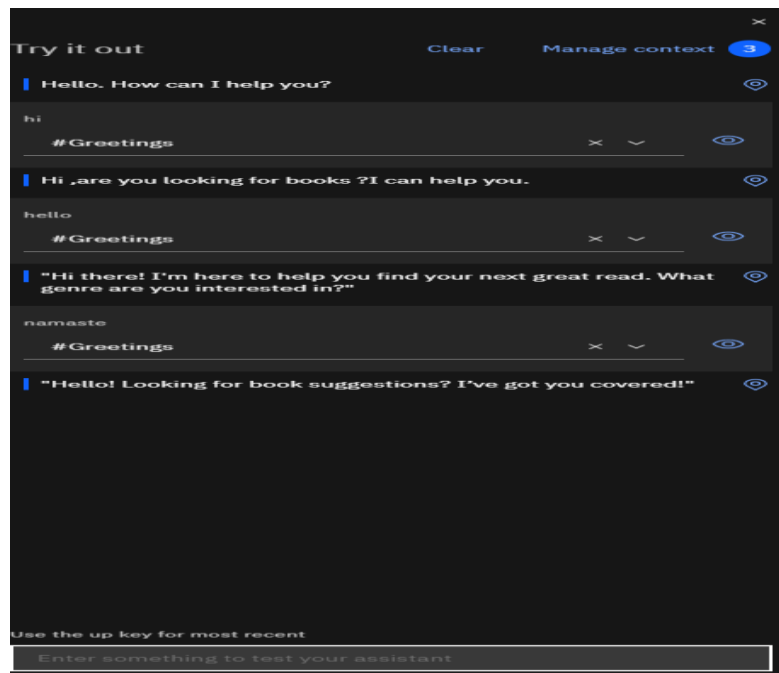 Try it out
Clear
Manage context
3
Hello. How can I help you?
hi
#Greetings
Hi ,are you looking for books ?I can help you.
hello
#Greetings
"Hi there! I'm here to help you find your next great read. What
genre are you interested in?"
namaste
#Greetings
"Hello! Looking for book suggestions? I've got you covered!"
Use the up key for most recent
Enter something to test your assistant